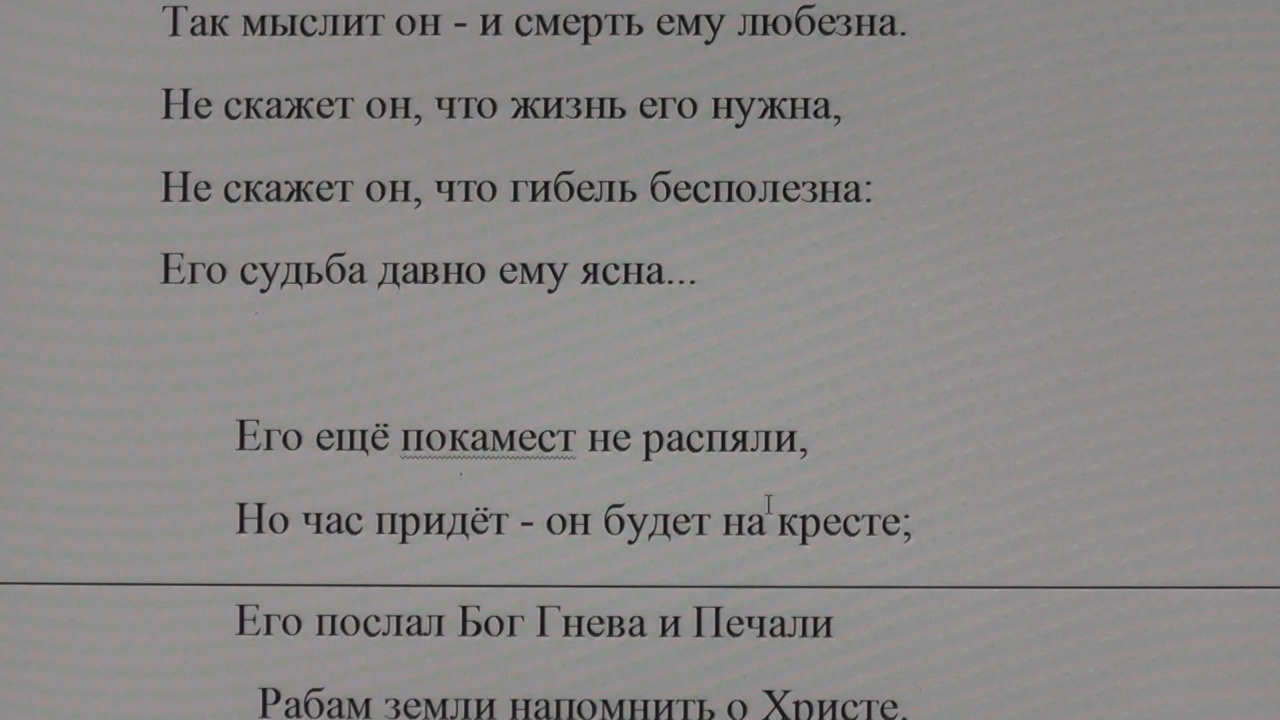 Так мыслит он - и смерть ему любезна.
Не скажет он, что жизнь его нужна,
Не скажет он, что гибель бесполезна:
Его судьба давно ему ясна...
Его ещё покамест не распяли,
Но час придёт - он будет на кресте;
Его послал Бог Гнева и Печали
Рабам земли напомнить о Христе.